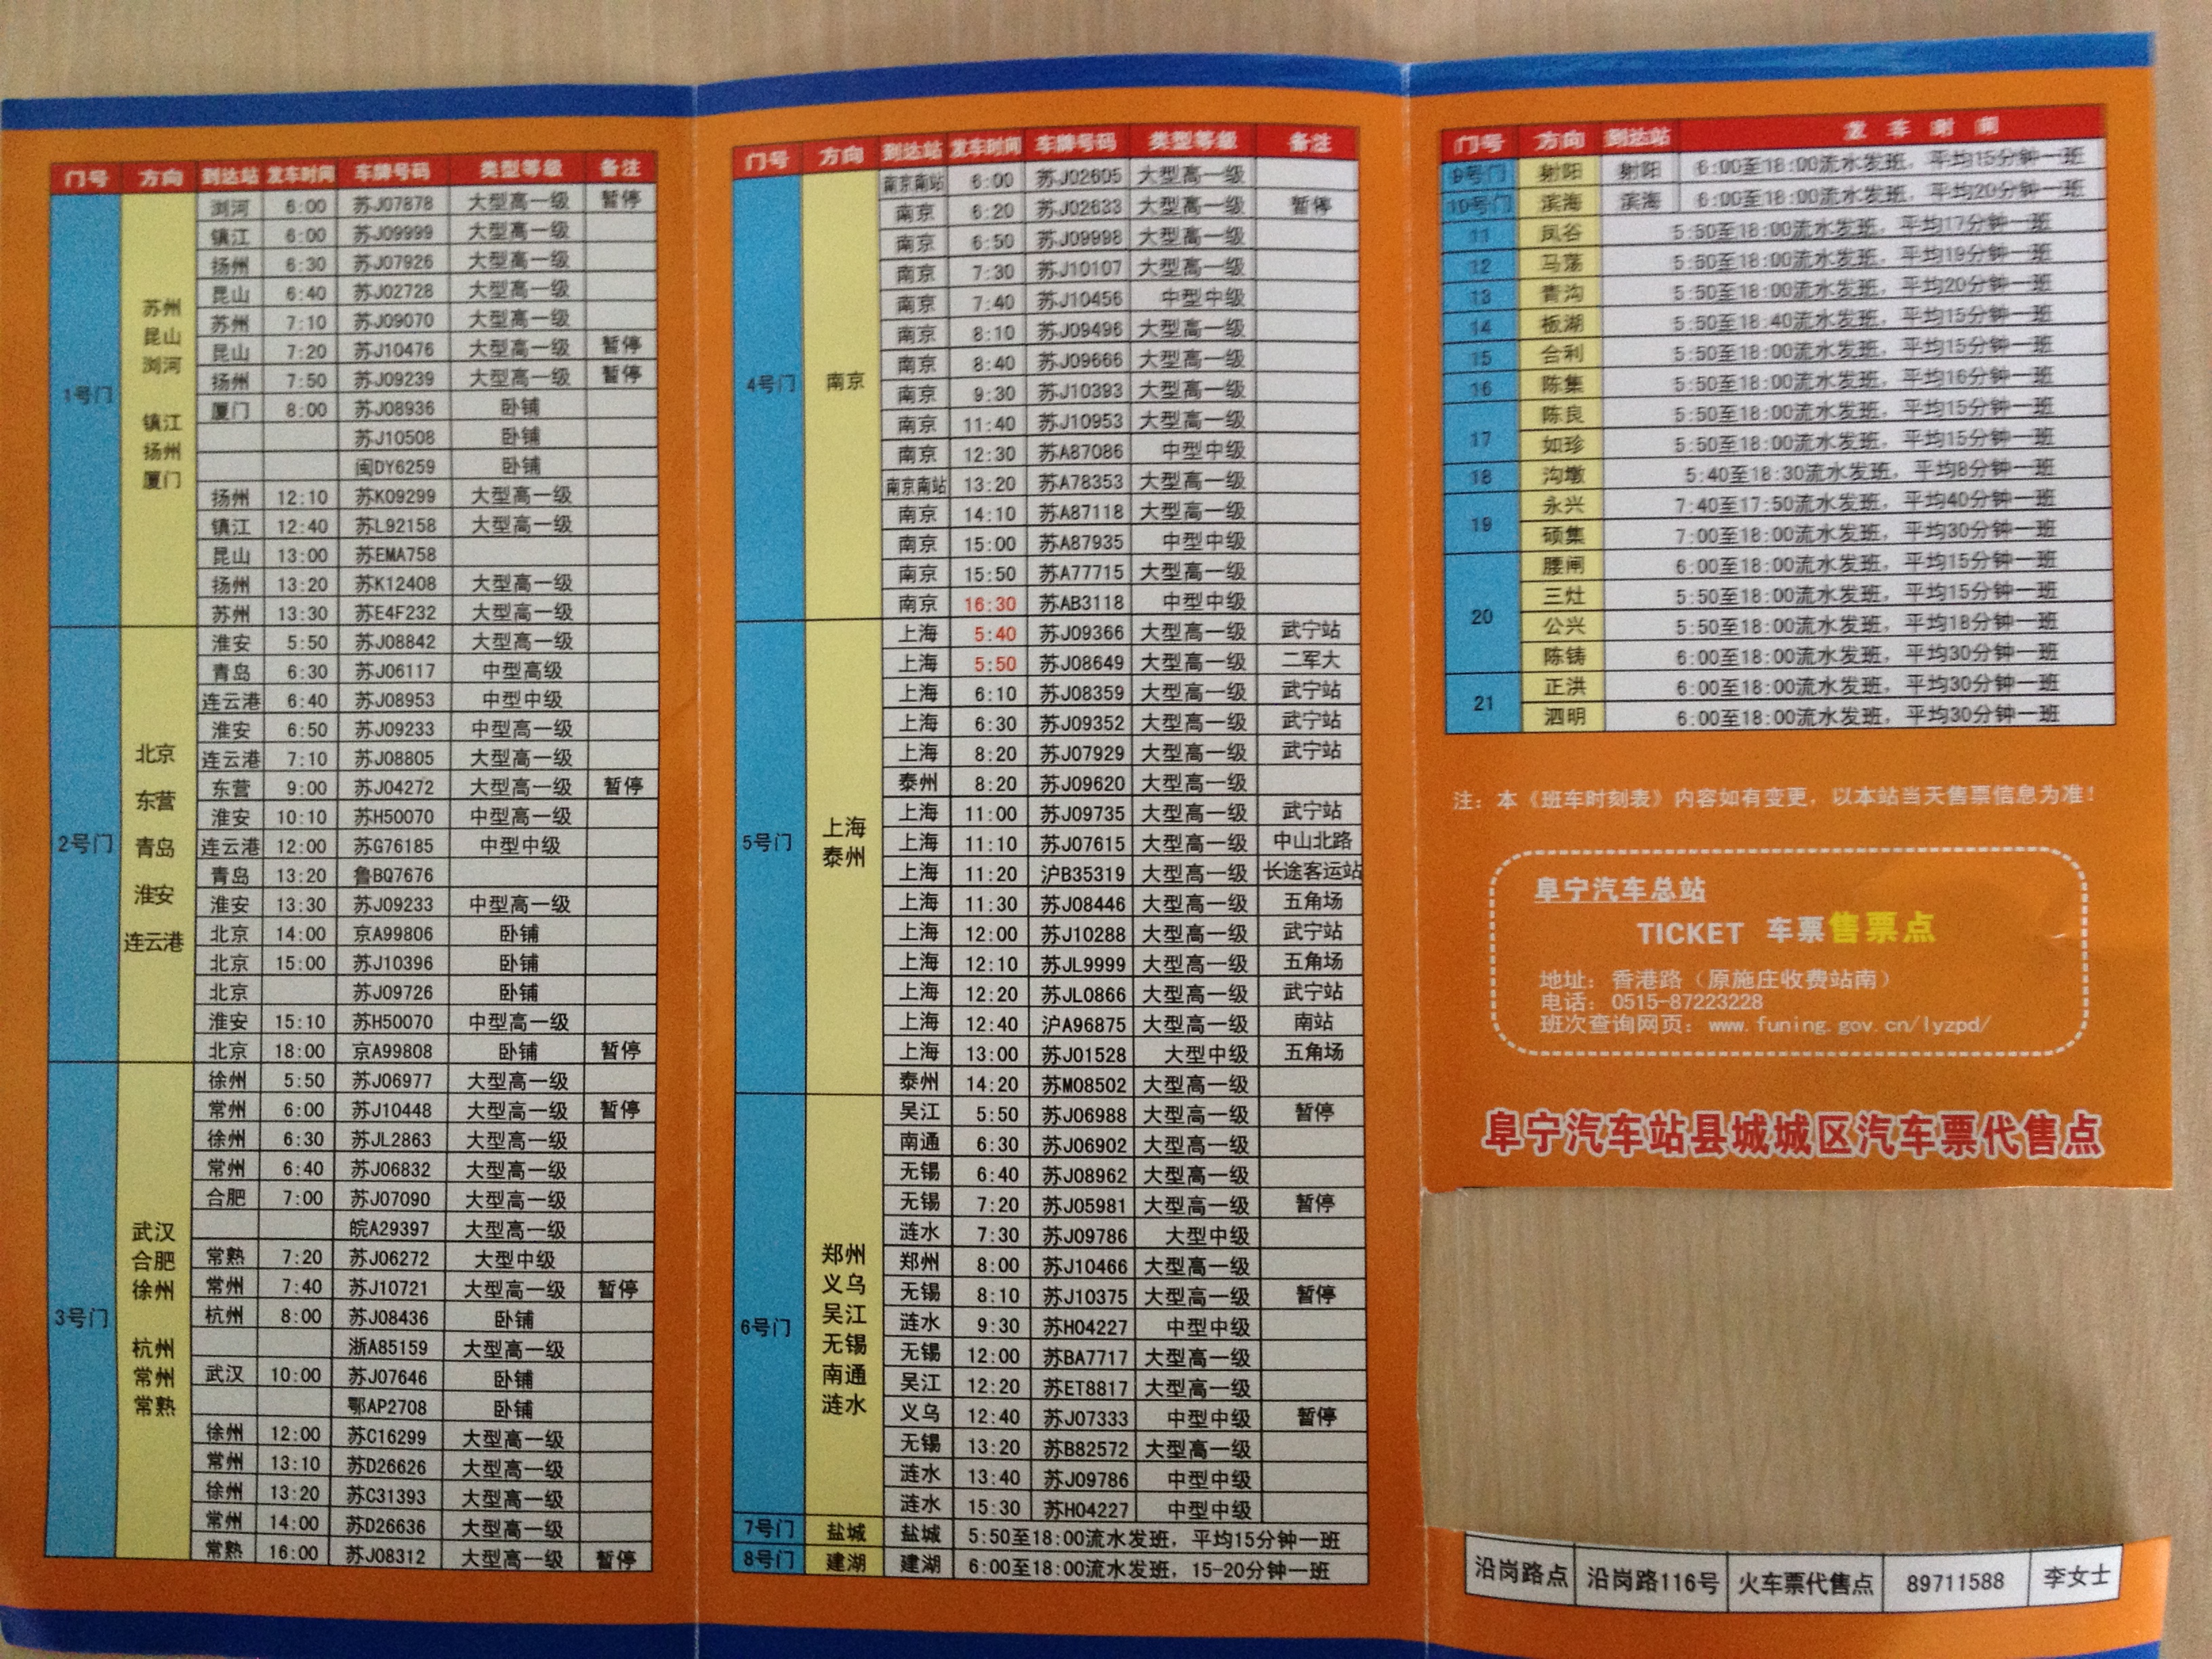 门号 方向 到达站 发车时间 车牌号码 类型等级 备注
1号门
苏州
昆山
浏河
镇江
扬州
厦门
浏河 6:00 苏J07878 大型高一级 暂停
镇江 6:00 苏J09999 大型高一级
扬州 6:30 苏J07926 大型高一级
昆山 6:40 苏J02728 大型高一级
苏州 7:10 苏J09070 大型高一级
昆山 7:20 苏J10476 大型高一级 暂停
扬州 7:50 苏J09239 大型高一级 暂停
厦门 8:00 苏J08936 卧铺
苏J10508 卧铺
闽DY6259 卧铺
扬州 12:10 苏K09299 大型高一级
镇江 12:40 苏L92158 大型高一级
昆山 13:00 苏EMA758
扬州 13:20 苏K12408 大型高一级
苏州 13:30 苏E4F232 大型高一级
2号门
北京
东营
青岛
淮安
连云港
淮安 5:50 苏J08842 大型高一级
青岛 6:30 苏J06117 中型高级
连云港 6:40 苏J08953 中型中级
淮安 6:50 苏J09233 中型高一级
连云港 7:10 苏J08805 大型高一级
东营 9:00 苏J04272 大型高一级 暂停
淮安 10:10 苏H50070 中型高一级
连云港 12:00 苏G76185 中型中级
青岛 13:20 鲁BQ7676
淮安 13:30 苏J09233 中型高一级
北京 14:00 京A99806 卧铺
北京 15:00 苏J10396 卧铺
北京 苏J09726 卧铺
淮安 15:10 苏H50070 中型高一级
北京 18:00 京A99808 卧铺 暂停
3号门
武汉
合肥
徐州
杭州
常州
常熟
徐州 5:50 苏J06977 大型高一级
常州 6:00 苏J10448 大型高一级 暂停
徐州 6:30 苏JL2863 大型高一级
常州 6:40 苏J06832 大型高一级
合肥 7:00 苏J07090 大型高一级
皖A29397 大型高一级
常熟 7:20 苏J06272 大型中级
常州 7:40 苏J10721 大型高一级 暂停
杭州 8:00 苏J08436 卧铺
浙A85159 大型高一级
武汉 10:00 苏J07646 卧铺
鄂AP2708 卧铺
徐州 12:00 苏C16299 大型高一级
常州 13:10 苏D26626 大型高一级
徐州 13:20 苏C31393 大型高一级
常州 14:00 苏D26636 大型高一级
常熟 16:00 苏J08312 大型高一级 暂停
门号 方向 到达站 发车时间 车牌号码 类型等级 备注
4号门
南京
南京南站 6:00 苏J02605 大型高一级
南京 6:20 苏J02633 大型高一级 暂停
南京 6:50 苏J09998 大型高一级
南京 7:30 苏J10107 大型高一级
南京 7:40 苏J10456 中型中级
南京 8:10 苏J09496 大型高一级
南京 8:40 苏J09666 大型高一级
南京 9:30 苏J10393 大型高一级
南京 11:40 苏J10953 大型高一级
南京 12:30 苏A87086 中型中级
南京南站 13:20 苏A78353 大型高一级
南京 14:10 苏A87118 大型高一级
南京 15:00 苏A87935 中型中级
南京 15:50 苏A77715 大型高一级
南京 16:30 苏AB3118 中型中级
5号门
上海
泰州
上海 5:40 苏J09366 大型高一级 武宁站
上海 5:50 苏J08649 大型高一级 二军大
上海 6:10 苏J08359 大型高一级 武宁站
上海 6:30 苏J09352 大型高一级 武宁站
上海 8:20 苏J07929 大型高一级 武宁站
泰州 8:20 苏J09620 大型高一级
上海 11:00 苏J09735 大型高一级 武宁站
上海 11:10 苏J07615 大型高一级 中山北路
上海 11:20 沪B35319 大型高一级 长途客运站
上海 11:30 苏J08446 大型高一级 五角场
上海 12:00 苏J10288 大型高一级 武宁站
上海 12:10 苏JL9999 大型高一级 五角场
上海 12:20 苏JL0866 大型高一级 武宁站
上海 12:40 沪A96875 大型高一级 南站
上海 13:00 苏J01528 大型中级 五角场
泰州 14:20 苏M08502 大型高一级
6号门
郑州
义乌
吴江
无锡
南通
涟水
吴江 5:50 苏J06988 大型高一级 暂停
南通 6:30 苏J06902 大型高一级
无锡 6:40 苏J08962 大型高一级
无锡 7:20 苏J05981 大型高一级 暂停
涟水 7:30 苏J09786 大型中级
郑州 8:00 苏J10466 大型高一级
无锡 8:10 苏J10375 大型高一级 暂停
涟水 9:30 苏H04227 中型中级
无锡 12:00 苏BA7717 大型高一级
吴江 12:20 苏ET8817 大型高一级
义乌 12:40 苏J07333 中型中级 暂停
无锡 13:20 苏B82572 大型高一级
涟水 13:40 苏J09786 中型中级
涟水 15:30 苏H04227 中型中级
7号门 盐城 盐城 5:50至18:00流水发班，平均15分钟一班
8号门 建湖 建湖 6:00至18:00流水发班，15-20分钟一班
门号 方向 到达站 发车时间
9号门 射阳 射阳 6:00至18:00流水发班，平均15分钟一班
10号门 滨海 滨海 6:00至18:00流水发班，平均20分钟一班
11 凤谷 5:50至18:00流水发班，平均17分钟一班
12 马荡 5:50至18:00流水发班，平均19分钟一班
13 青沟 5:50至18:00流水发班，平均20分钟一班
14 板湖 5:50至18:40流水发班，平均15分钟一班
15 合利 5:50至18:00流水发班，平均15分钟一班
16 陈集 5:50至18:00流水发班，平均16分钟一班
17 陈良 5:50至18:00流水发班，平均15分钟一班
如珍 5:50至18:00流水发班，平均15分钟一班
18 沟墩 5:40至18:30流水发班，平均8分钟一班
19 永兴 7:40至17:50流水发班，平均40分钟一班
硕集 7:00至18:00流水发班，平均30分钟一班
20 腰闸 6:00至18:00流水发班，平均15分钟一班
三灶 5:50至18:00流水发班，平均15分钟一班
公兴 5:50至18:00流水发班，平均18分钟一班
陈铸 6:00至18:00流水发班，平均30分钟一班
21 正洪 6:00至18:00流水发班，平均30分钟一班
泗明 6:00至18:00流水发班，平均30分钟一班
注：本《班车时刻表》内容如有变更，以本站当天售票信息为准！
阜宁汽车总站
TICKET 车票售票点
地址：香港路（原施庄收费站南）
电话：0515-87223228
班次查询网页：www.funing.gov.cn/lyzpd/
阜宁汽车站县城城区汽车票代售点
沿岗路点 沿岗路116号 火车票代售点 89711588 李女士